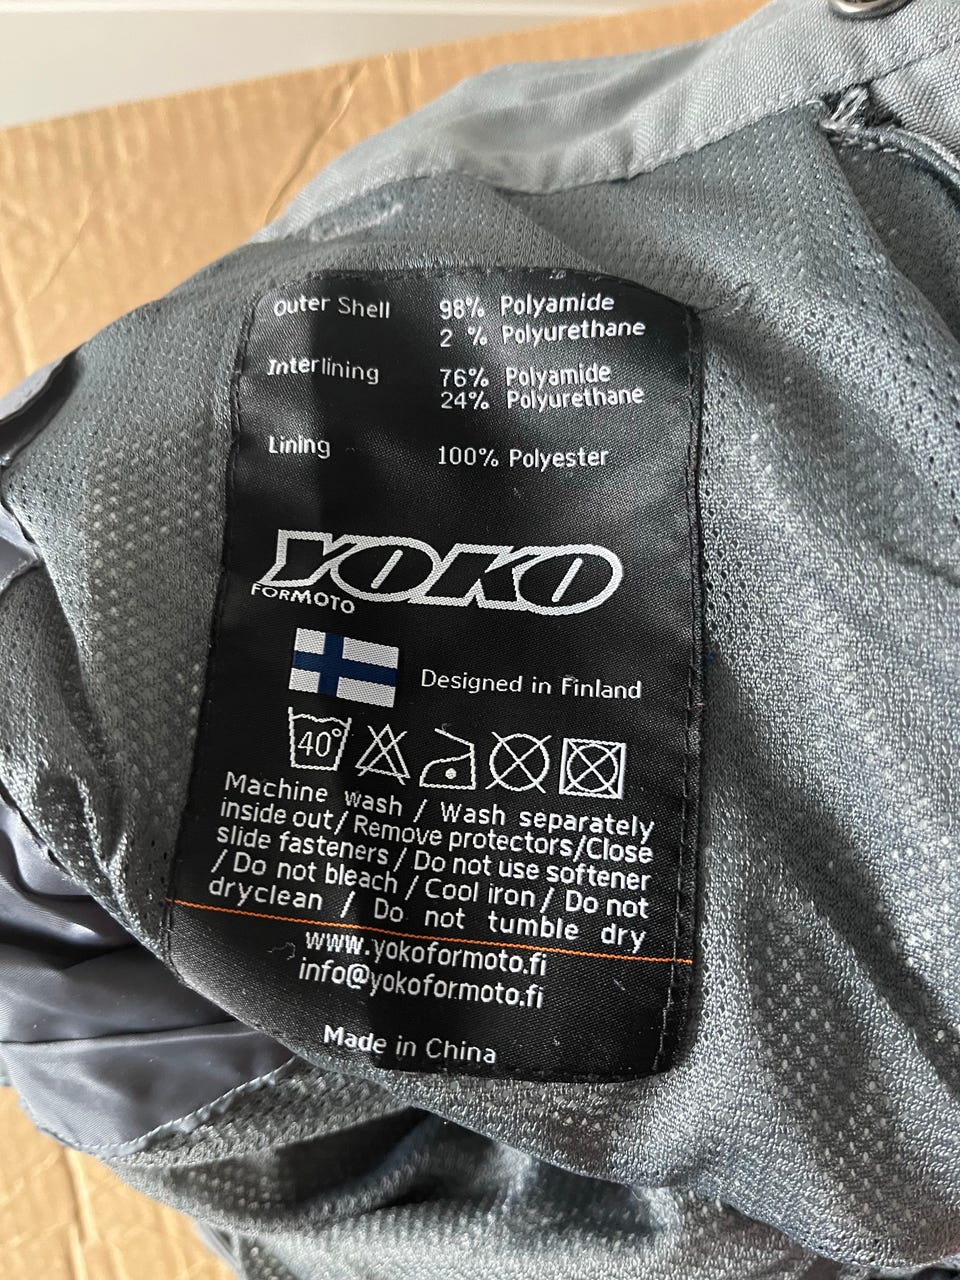 Outer Shell 98% Polyamide
2 % Polyurethane
Interlining 76% Polyamide
24% Polyurethane
Lining 100% Polyester
YOKO
FORMOTO
Designed in Finland
40°
Machine wash / Wash separately
inside out/ Remove protectors/Close
slide fasteners / Do not use softener
/ Do not bleach / Cool iron / Do not
dryclean / Do not tumble dry
www.yokoformoto.fi
info@yokoformoto.fi
Made in China